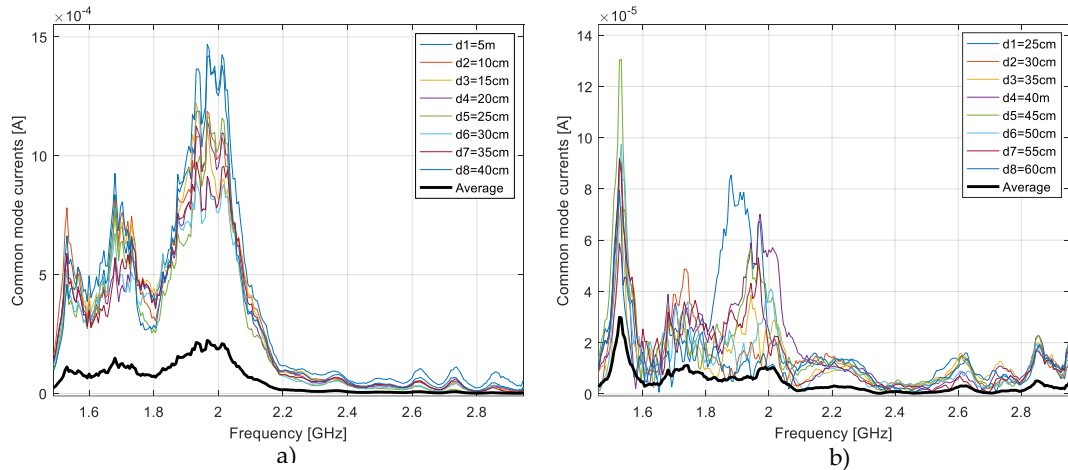 ×10⁻⁴
Common mode currents [A]
15
10
5
0
1.6
1.8
2
2.2
2.4
2.6
2.8
Frequency [GHz]
d1=5m
d2=10cm
d3=15cm
d4=20cm
d5=25cm
d6=30cm
d7=35cm
d8=40cm
Average
a)
×10⁻⁵
Common mode currents [A]
14
12
10
8
6
4
2
0
1.6
1.8
2
2.2
2.4
2.6
2.8
Frequency [GHz]
d1=25cm
d2=30cm
d3=35cm
d4=40m
d5=45cm
d6=50cm
d7=55cm
d8=60cm
Average
b)